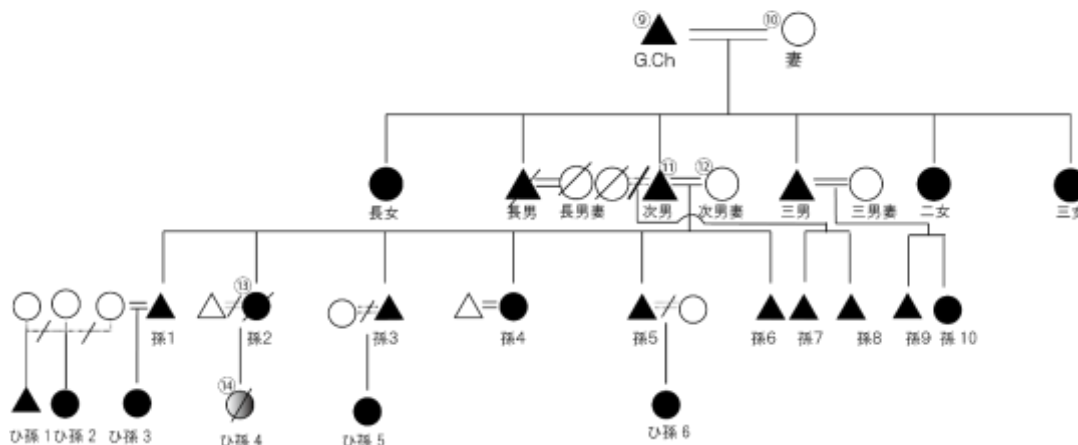 ⑨ ⑩
G.Ch 妻
⑪ ⑫
長女 長男 長男妻 次男 次男妻 三男 三男妻 二女 三女
⑬
孫1 孫2 孫3 孫4 孫5 孫6 孫7 孫8 孫9 孫10
⑭
ひ孫1 ひ孫2 ひ孫3 ひ孫4 ひ孫5 ひ孫6